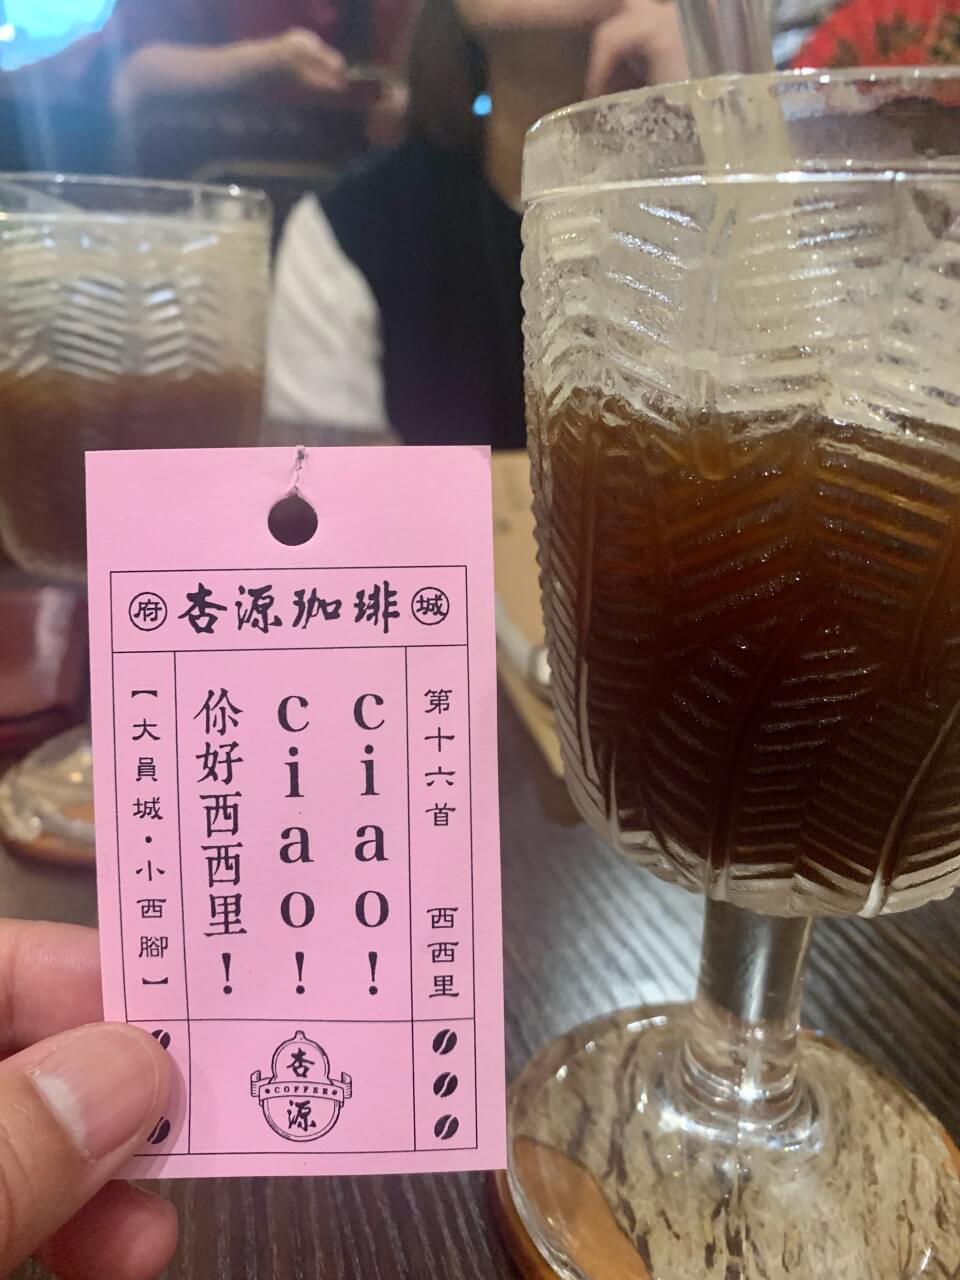 府 杏源珈琲 城
第十六首 西西里
ciao!
ciao!
伱好西西里!
【大員城・小西腳】
杏
COFFEE
源